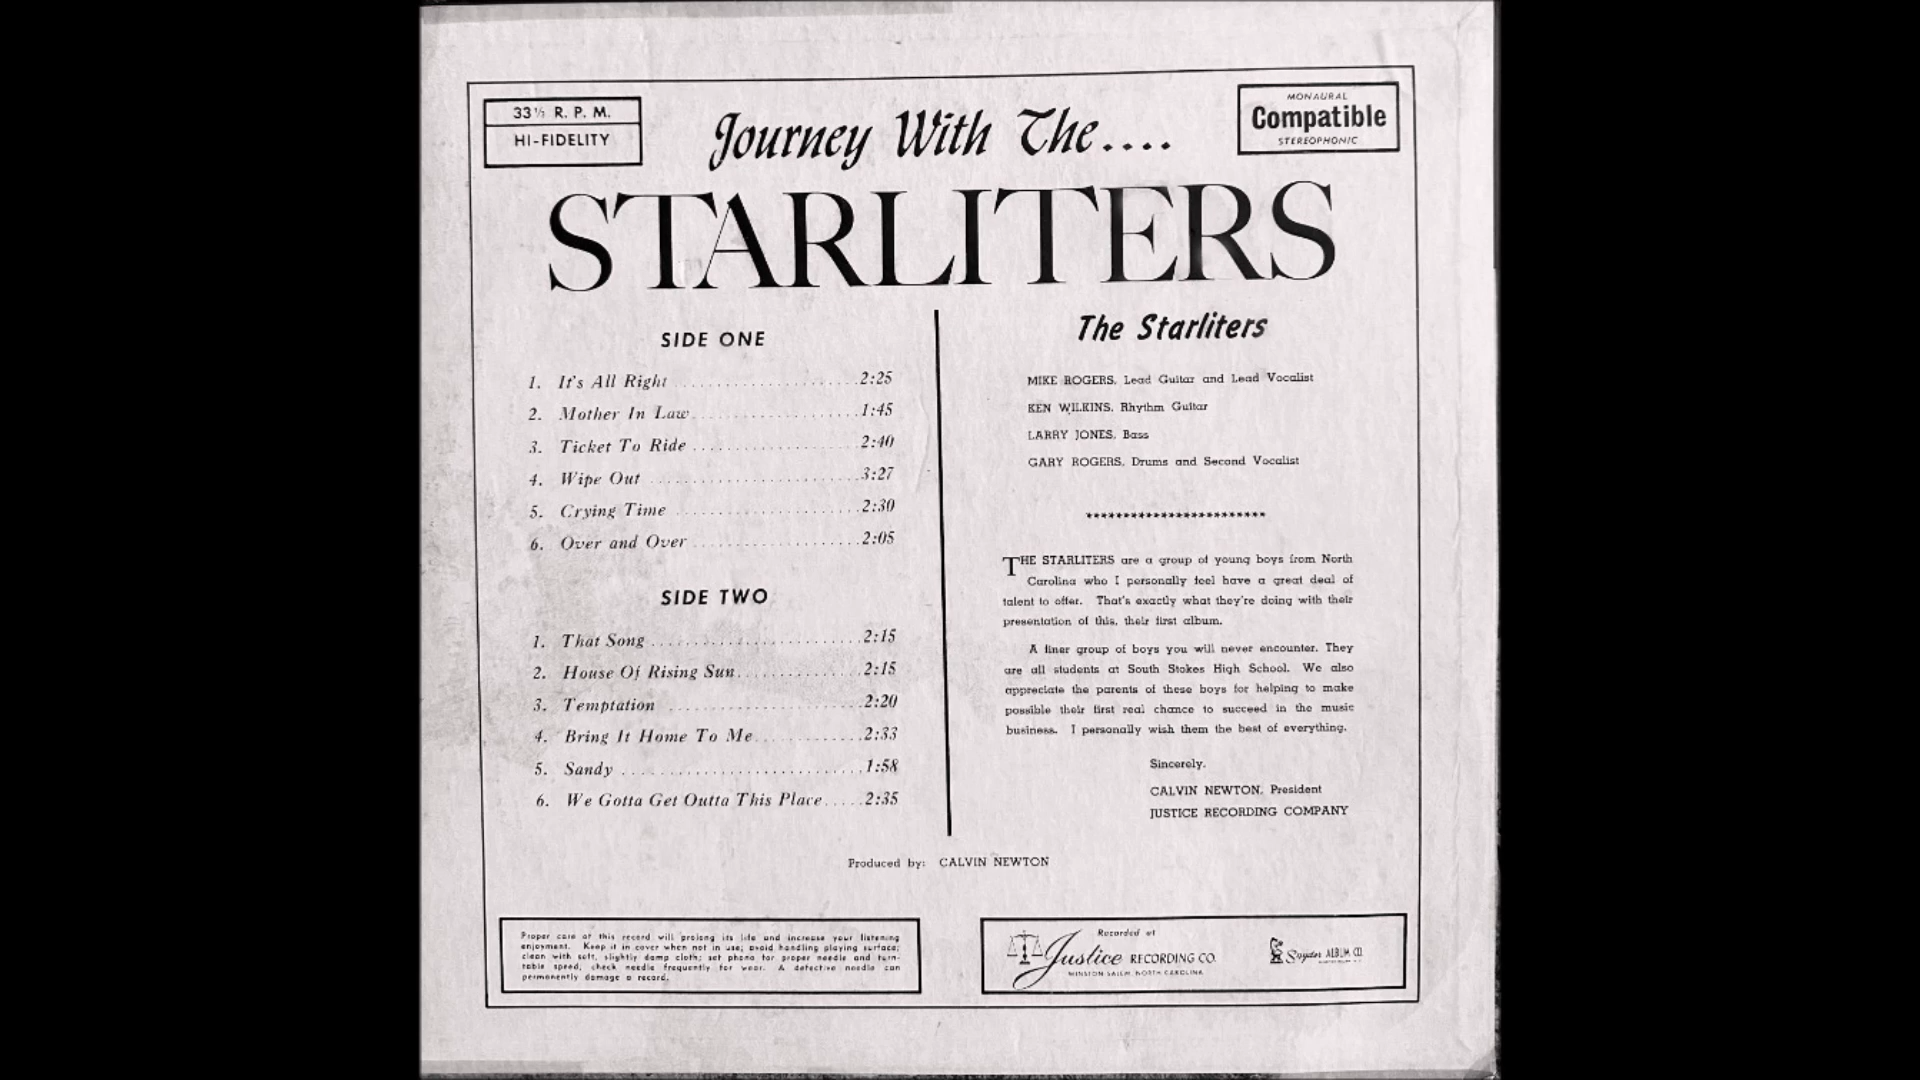 33⅓ R. P. M.
HI-FIDELITY
Journey With The....
MONAURAL
Compatible
STEREOPHONIC
STARLITERS
SIDE ONE
1. It's All Right ......................2:25
2. Mother In Law ....................1:45
3. Ticket To Ride ....................2:40
4. Wipe Out .........................3:27
5. Crying Time ......................2:30
6. Over and Over ....................2:05
SIDE TWO
1. That Song .........................2:15
2. House Of Rising Sun ...............2:15
3. Temptation ........................2:20
4. Bring It Home To Me .............2:33
5. Sandy .............................1:58
6. We Gotta Get Outta This Place.....2:35
The Starliters
MIKE ROGERS, Lead Guitar and Lead Vocalist
KEN WILKINS, Rhythm Guitar
LARRY JONES, Bass
GARY ROGERS, Drums and Second Vocalist
************************
THE STARLITERS are a group of young boys from North
Carolina who I personally feel have a great deal of
talent to offer. That's exactly what they're doing with their
presentation of this, their first album.
A finer group of boys you will never encounter. They
are all students at South Stokes High School. We also
appreciate the parents of these boys for helping to make
possible their first real chance to succeed in the music
business. I personally wish them the best of everything.
Sincerely,
CALVIN NEWTON, President
JUSTICE RECORDING COMPANY
Produced by: CALVIN NEWTON
Proper care of this record will prolong its life and increase your listening
enjoyment. Keep it in cover when not in use; avoid handling playing surface;
clean with soft, slightly damp cloth; set phono for proper needle and turn-
table speed; check needle frequently for wear. A defective needle can
permanently damage a record.
Recorded at
Justice RECORDING CO.
WINSTON SALEM, NORTH CAROLINA
Snyder ALBUM CO.